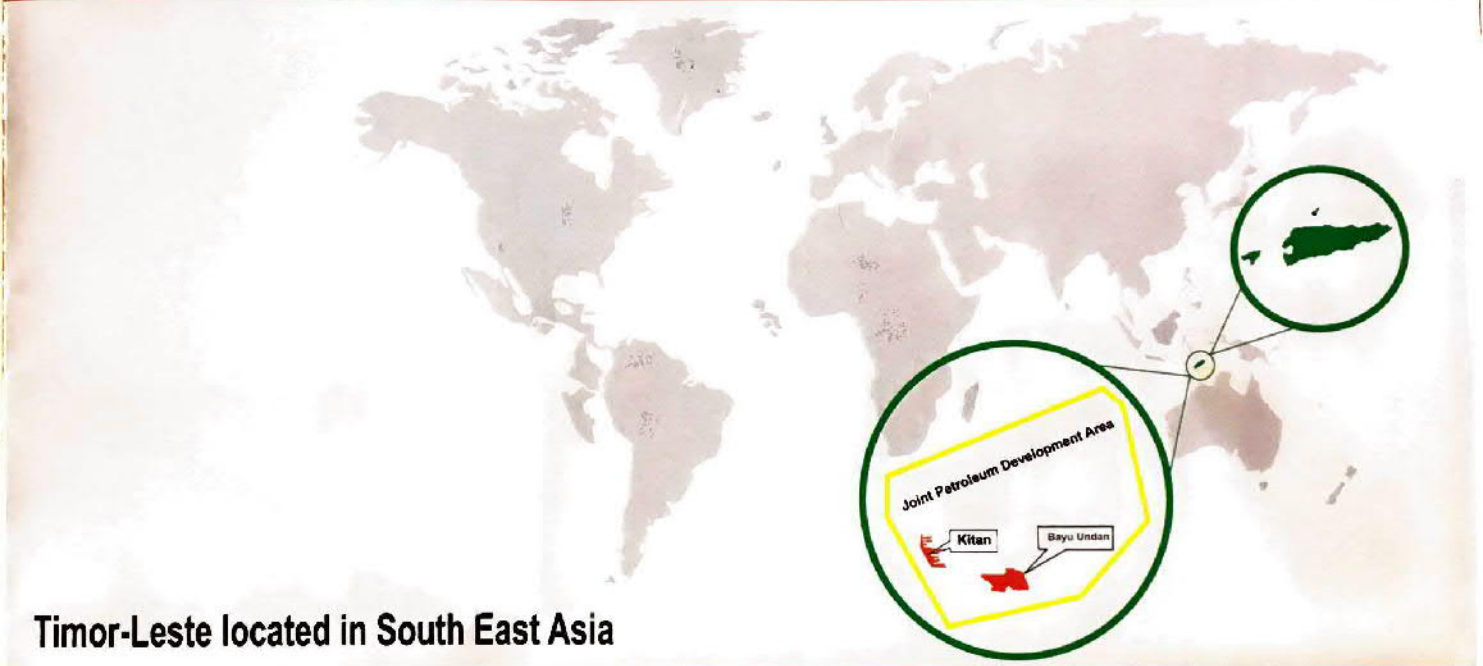 Joint Petroleum Development Area
Kitan
Bayu Undan
Timor-Leste located in South East Asia